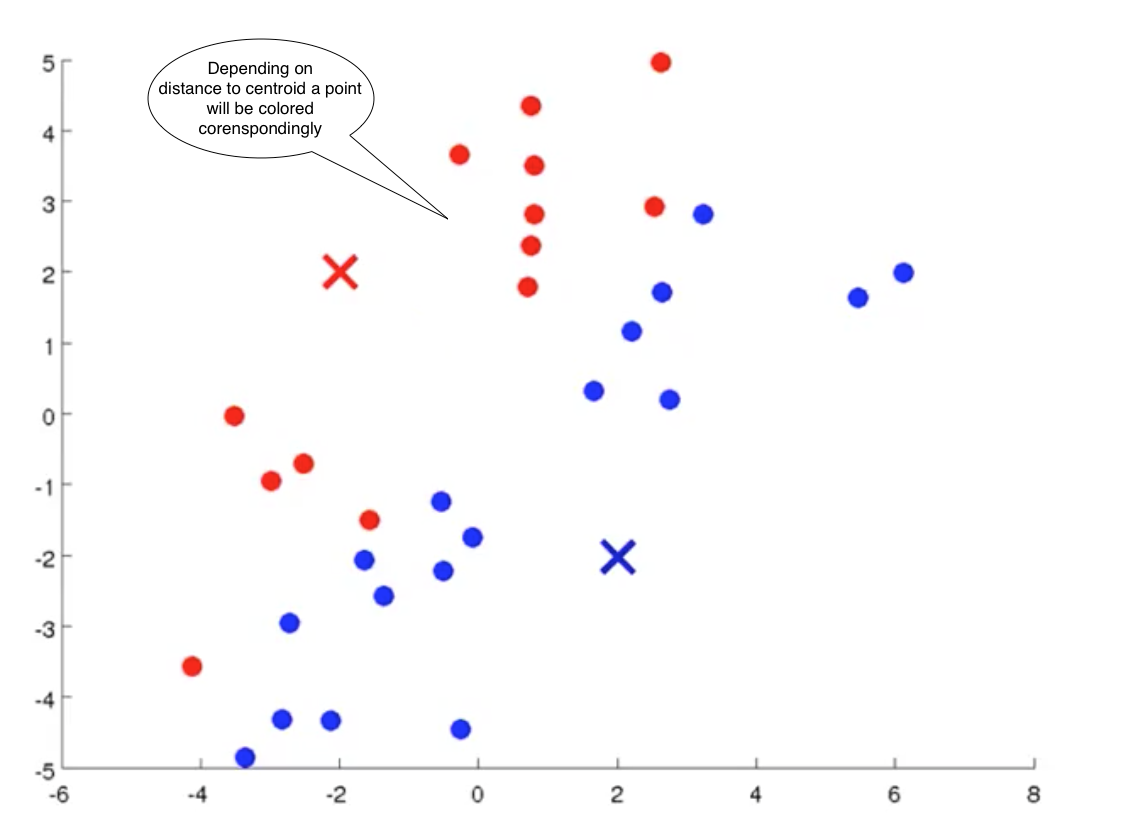 Depending on
distance to centroid a point
will be colored
corenspondingly
5
4
3
2
1
0
-1
-2
-3
-4
-5
-6 -4 -2 0 2 4 6 8